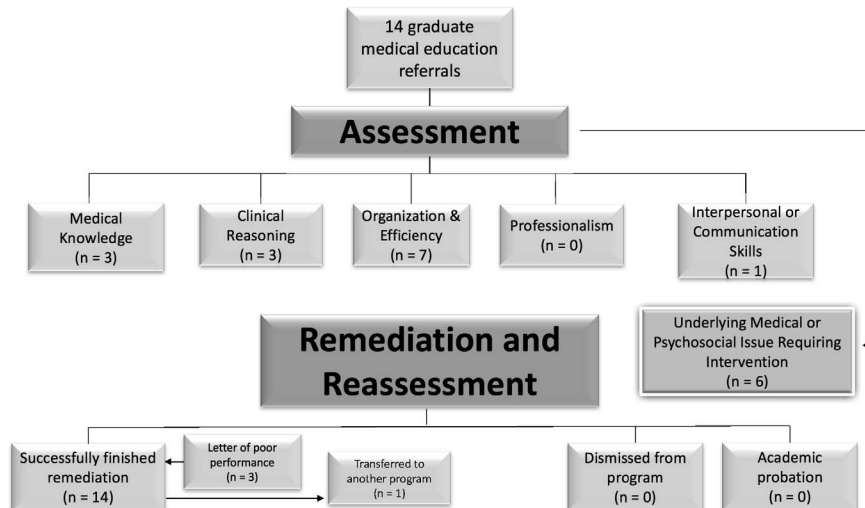 14 graduate
medical education
referrals
Assessment
Medical
Knowledge
(n = 3)
Clinical
Reasoning
(n = 3)
Organization &
Efficiency
(n = 7)
Professionalism
(n = 0)
Interpersonal or
Communication
Skills
(n = 1)
Underlying Medical or
Psychosocial Issue Requiring
Intervention
(n = 6)
Remediation and
Reassessment
Successfully finished
remediation
(n = 14)
Letter of poor
performance
(n = 3)
Transferred to
another program
(n = 1)
Dismissed from
program
(n = 0)
Academic
probation
(n = 0)